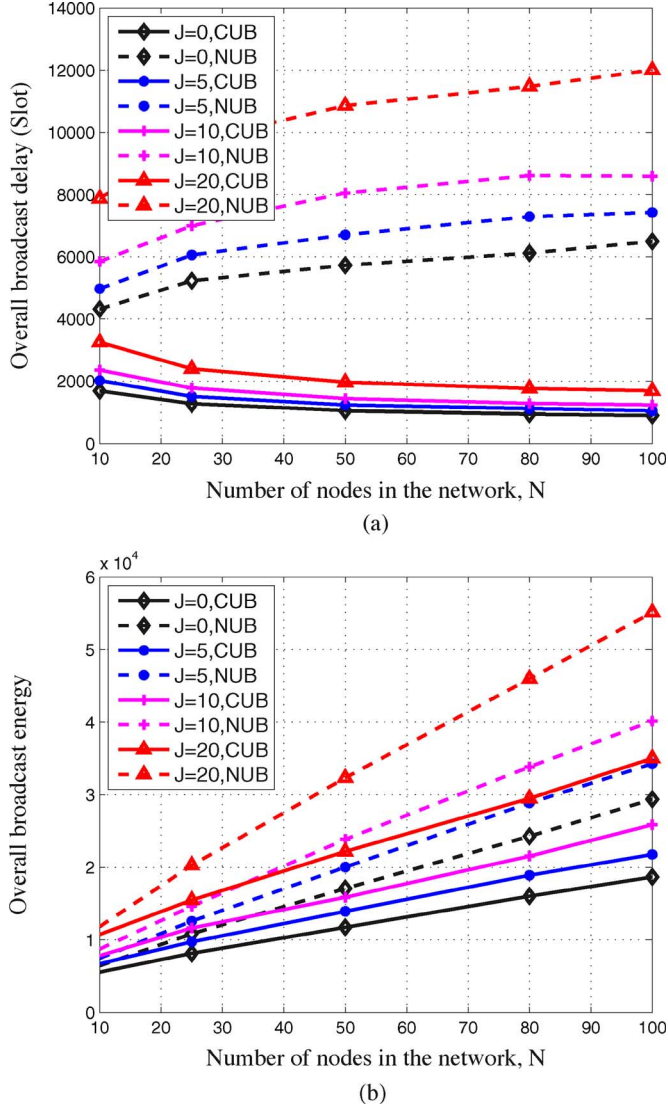 14000
12000
10000
8000
6000
4000
2000
0
Overall broadcast delay (Slot)
J=0,CUB
J=0,NUB
J=5,CUB
J=5,NUB
J=10,CUB
J=10,NUB
J=20,CUB
J=20,NUB
10 20 30 40 50 60 70 80 90 100
Number of nodes in the network, N
(a)
x 10^4
6
5
4
3
2
1
0
Overall broadcast energy
J=0,CUB
J=0,NUB
J=5,CUB
J=5,NUB
J=10,CUB
J=10,NUB
J=20,CUB
J=20,NUB
10 20 30 40 50 60 70 80 90 100
Number of nodes in the network, N
(b)